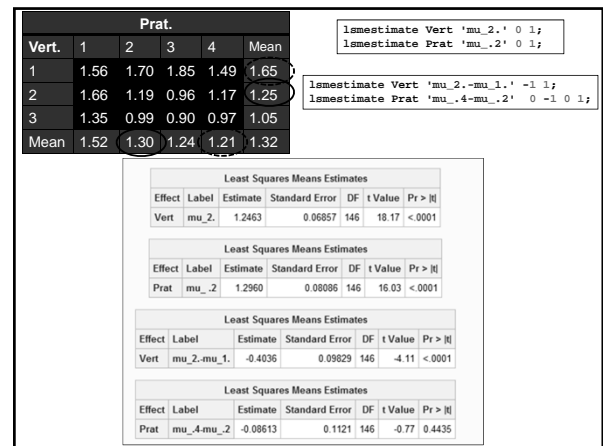 Prat.
Vert. 1 2 3 4 Mean
1 1.56 1.70 1.85 1.49 1.65
2 1.66 1.19 0.96 1.17 1.25
3 1.35 0.99 0.90 0.97 1.05
Mean 1.52 1.30 1.24 1.21 1.32
lsmestimate Vert 'mu_2.' 0 1;
lsmestimate Prat 'mu_.2' 0 1;
lsmestimate Vert 'mu_2.-mu_1.' -1 1;
lsmestimate Prat 'mu_.4-mu_.2' 0 -1 0 1;
Least Squares Means Estimates
Effect Label Estimate Standard Error DF t Value Pr > |t|
Vert mu_2. 1.2463 0.06857 146 18.17 <.0001
Least Squares Means Estimates
Effect Label Estimate Standard Error DF t Value Pr > |t|
Prat mu_.2 1.2960 0.08086 146 16.03 <.0001
Least Squares Means Estimates
Effect Label Estimate Standard Error DF t Value Pr > |t|
Vert mu_2.-mu_1. -0.4036 0.09829 146 -4.11 <.0001
Least Squares Means Estimates
Effect Label Estimate Standard Error DF t Value Pr > |t|
Prat mu_.4-mu_.2 -0.08613 0.1121 146 -0.77 0.4435